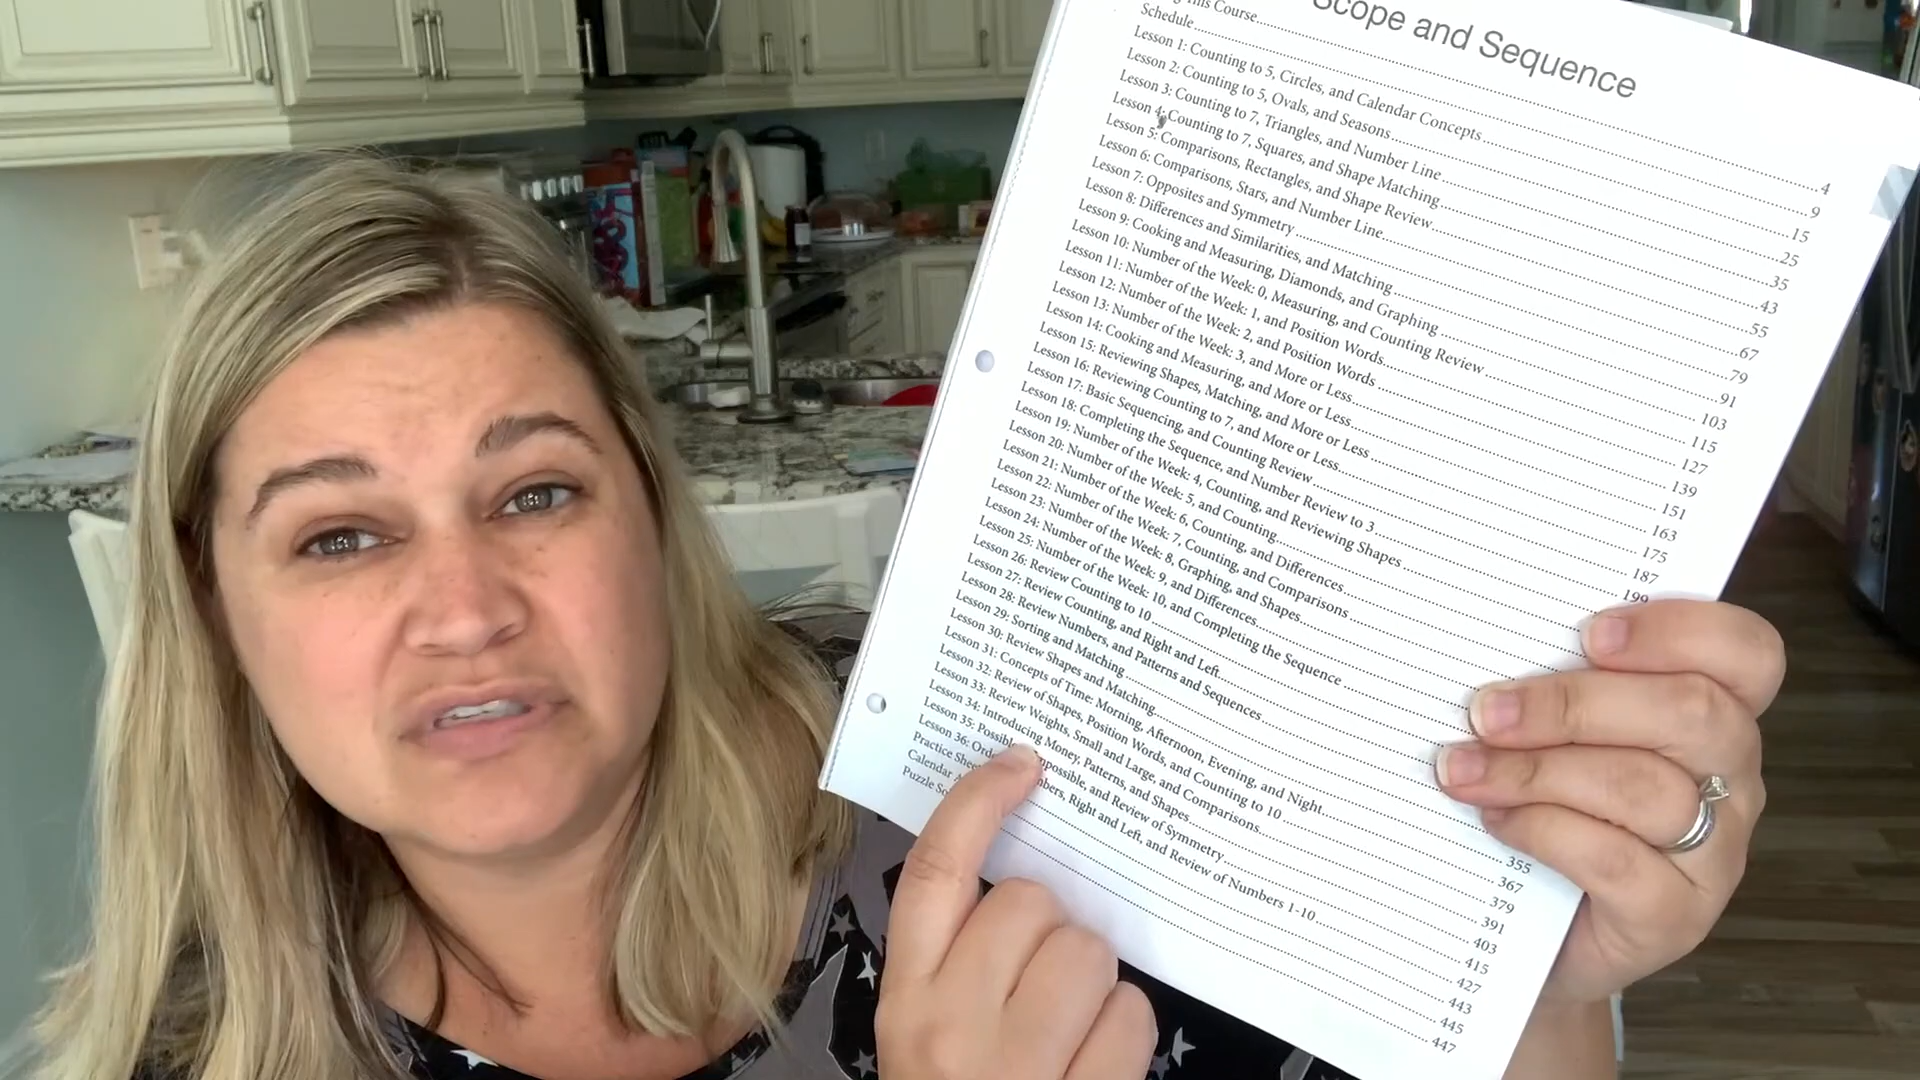 Scope and Sequence
This Course 4
Schedule 9
Lesson 1: Counting to 5, Circles, and Calendar Concepts 15
Lesson 2: Counting to 5, Ovals, and Seasons 25
Lesson 3: Counting to 7, Triangles, and Number Line 35
Lesson 4: Counting to 7, Squares, and Shape Matching 43
Lesson 5: Comparisons, Rectangles, and Shape Review 55
Lesson 6: Comparisons, Stars, and Number Line 67
Lesson 7: Opposites and Symmetry 79
Lesson 8: Differences and Similarities, and Matching 91
Lesson 9: Cooking and Measuring, Diamonds, and Graphing 103
Lesson 10: Number of the Week: 0, Measuring, and Counting Review 115
Lesson 11: Number of the Week: 1, and Position Words 127
Lesson 12: Number of the Week: 2, and Position Words 139
Lesson 13: Number of the Week: 3, and More or Less 151
Lesson 14: Cooking and Measuring, and More or Less 163
Lesson 15: Reviewing Shapes, Matching, and More or Less 175
Lesson 16: Reviewing Counting to 7, and More or Less 187
Lesson 17: Basic Sequencing, and Counting Review 199
Lesson 18: Completing the Sequence, and Number Review to 3
Lesson 19: Number of the Week: 4, Counting, and Reviewing Shapes
Lesson 20: Number of the Week: 5, and Counting
Lesson 21: Number of the Week: 6, Counting, and Differences
Lesson 22: Number of the Week: 7, Counting, and Comparisons
Lesson 23: Number of the Week: 8, Graphing, and Shapes
Lesson 24: Number of the Week: 9, and Differences
Lesson 25: Number of the Week: 10, and Completing the Sequence
Lesson 26: Review Counting to 10
Lesson 27: Review Counting, and Right and Left
Lesson 28: Review Numbers, and Patterns and Sequences
Lesson 29: Sorting and Matching
Lesson 30: Review Shapes and Matching 355
Lesson 31: Concepts of Time: Morning, Afternoon, Evening, and Night 367
Lesson 32: Review of Shapes, Position Words, and Counting to 10 379
Lesson 33: Review Weights, Small and Large, and Comparisons 391
Lesson 34: Introducing Money, Patterns, and Shapes 403
Lesson 35: Possible, Impossible, and Review of Symmetry 415
Lesson 36: Right and Left, and Review of Numbers 1-10 427
Practice 443
Calendar 445
Puzzle 447